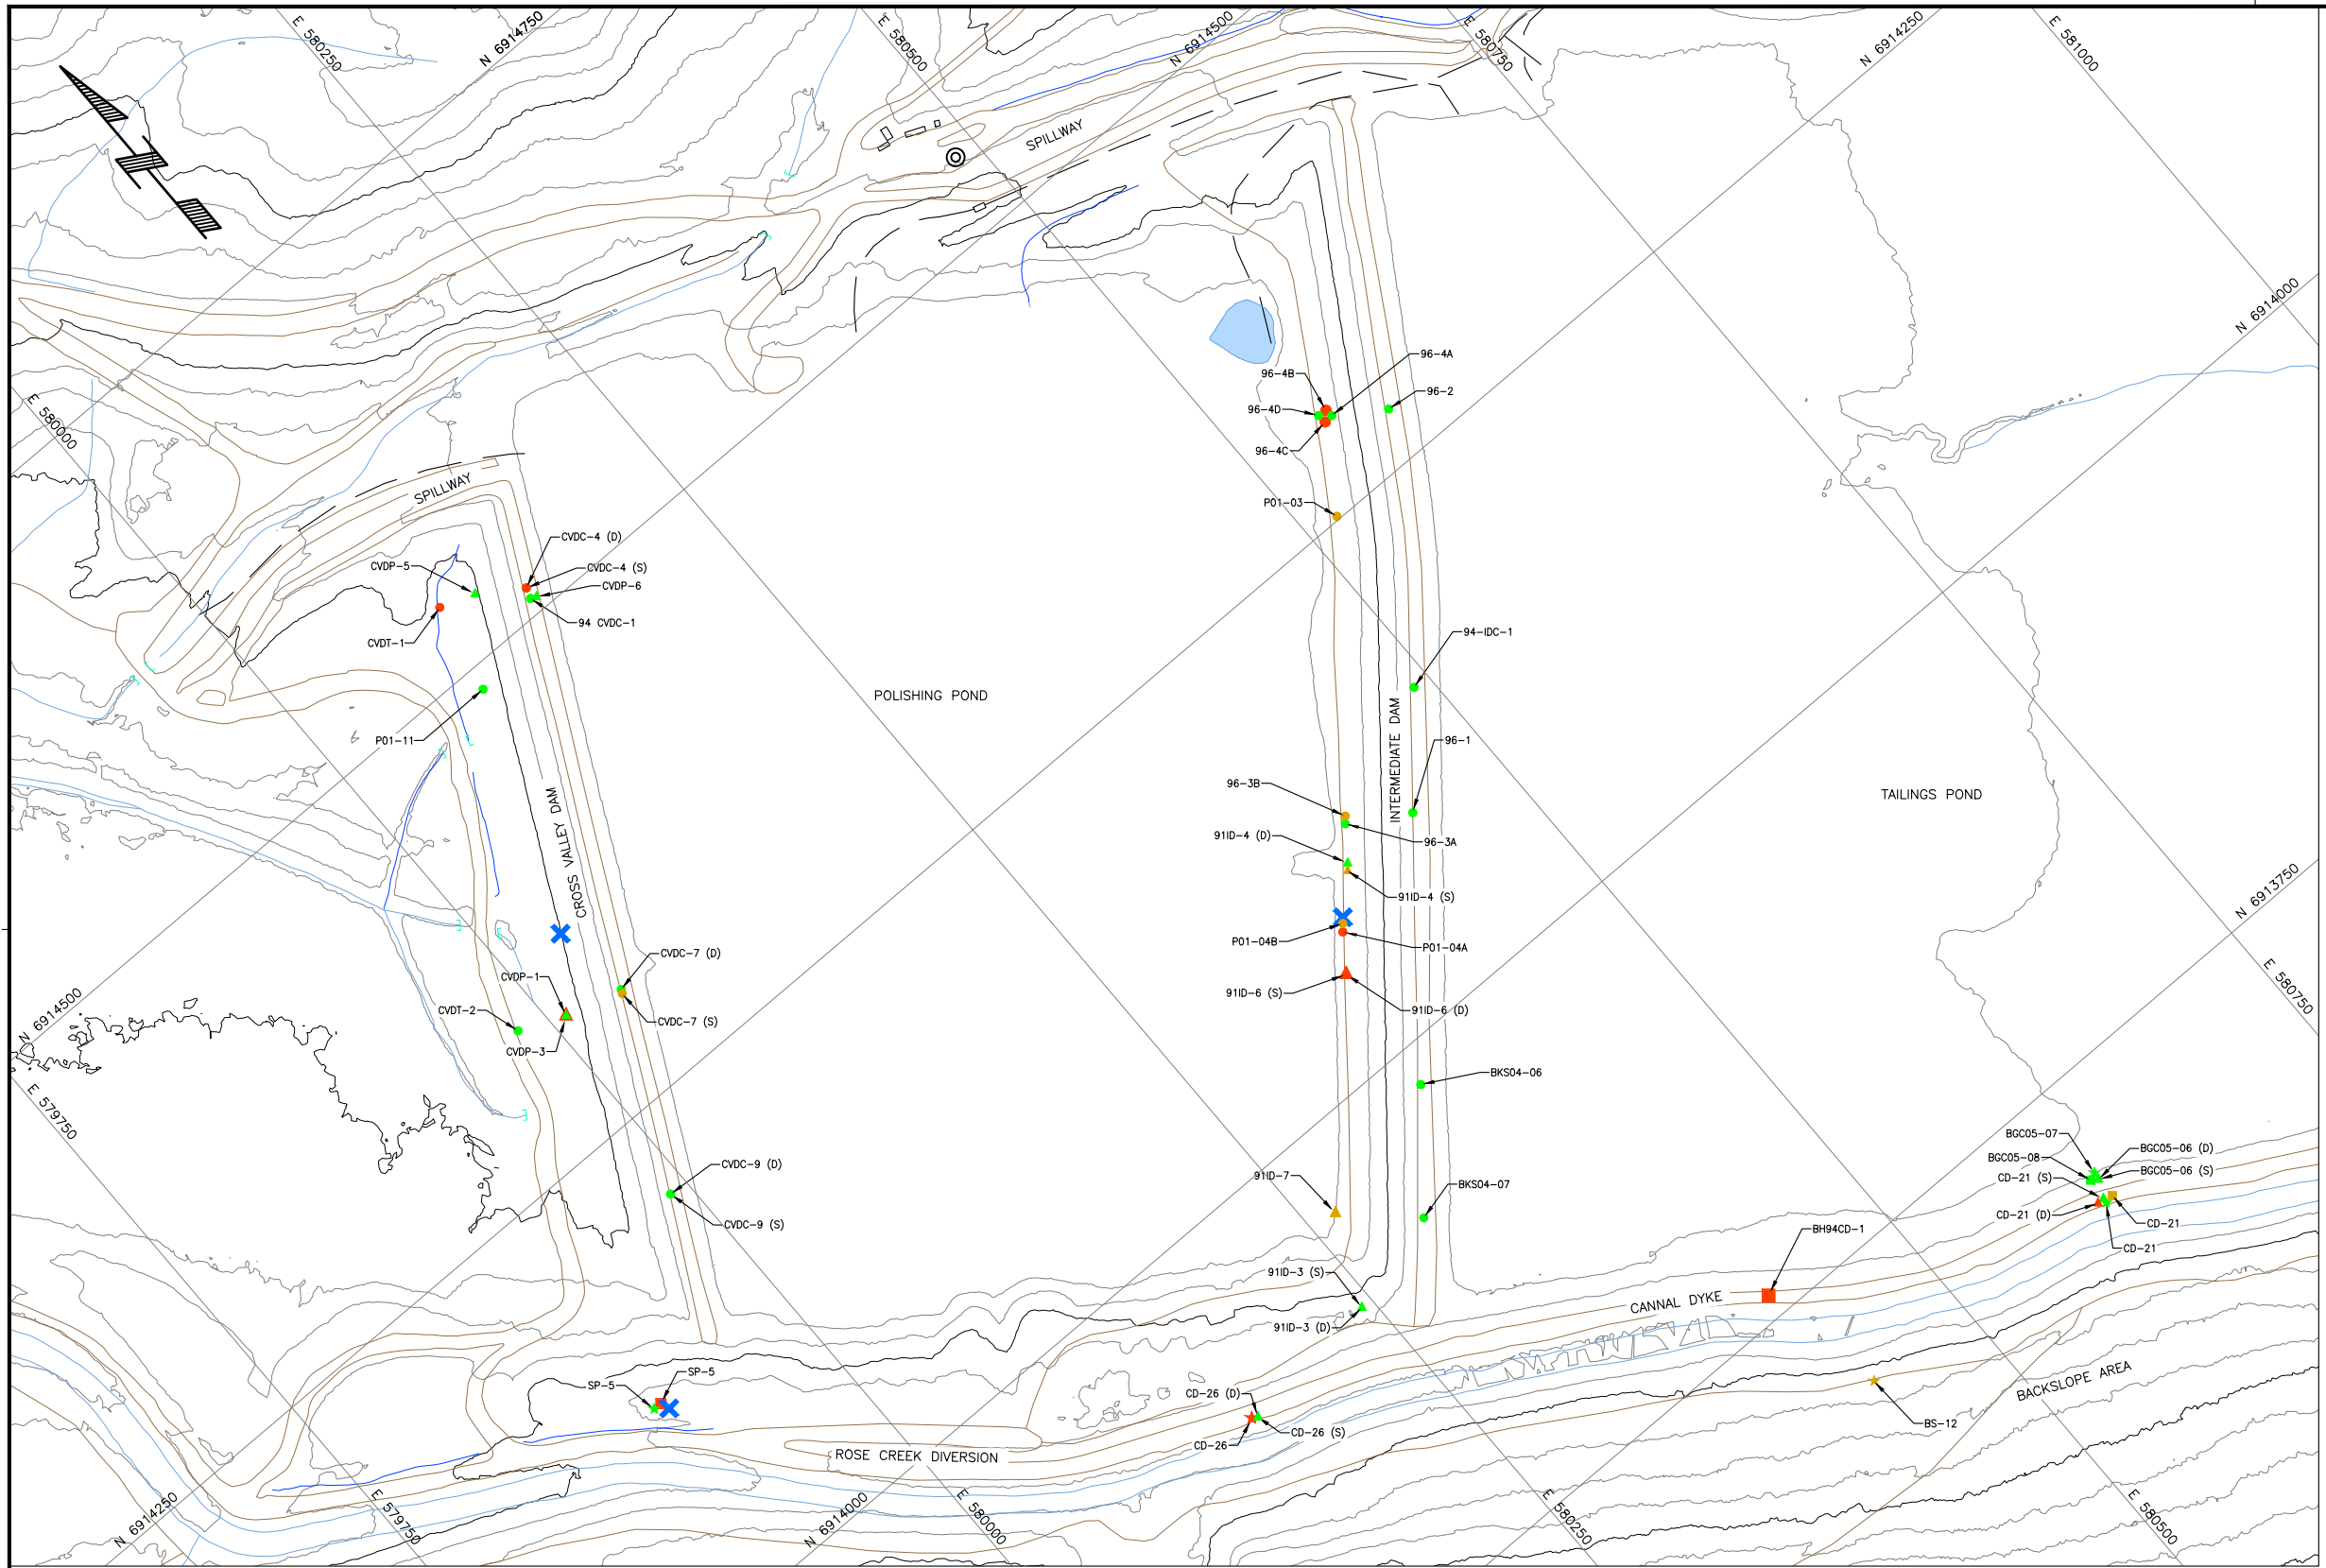 E 580250
N 6914750
E 580500
N 6914500
E 580750
N 6914250
E 581000
SPILLWAY
N 6914000
96-4A
96-4B
96-2
96-4D
E 580000
96-4C
SPILLWAY
P01-03
CVDC-4 (D)
CVDP-5
CVDC-4 (S)
CVDP-6
94 CVDC-1
CVDT-1
94-IDC-1
POLISHING POND
P01-11
96-1
INTERMEDIATE DAM
96-3B
TAILINGS POND
91ID-4 (D)
96-3A
CROSS VALLEY DAM
91ID-4 (S)
N 6913750
P01-04B
P01-04A
CVDC-7 (D)
CVDP-1
91ID-6 (S)
E 580750
N 6914500
CVDT-2
91ID-6 (D)
CVDC-7 (S)
CVDP-3
BKS04-06
E 579750
BGC05-07
BGC05-06 (D)
BGC05-08
CVDC-9 (D)
BGC05-06 (S)
91ID-7
CD-21 (S)
BKS04-07
CD-21 (D)
CVDC-9 (S)
CD-21
BH94CD-1
CD-21
91ID-3 (S)
CANNAL DYKE
91ID-3 (D)
SP-5
SP-5
BACKSLOPE AREA
CD-26 (D)
BS-12
CD-26 (S)
CD-26
ROSE CREEK DIVERSION
N 6914250
E 579750
N 6914000
E 580000
E 580250
E 580500